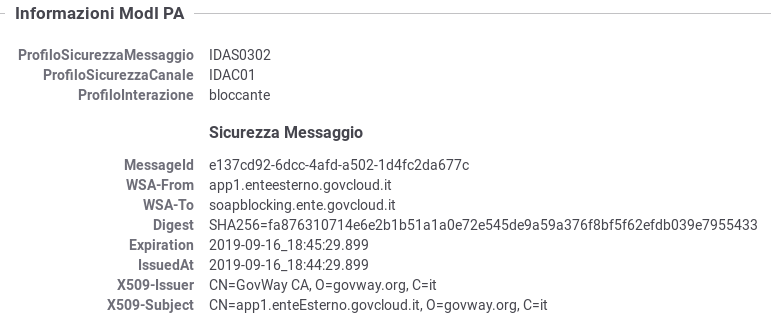 Informazioni ModI PA
ProfiloSicurezzaMessaggio IDAS0302
ProfiloSicurezzaCanale IDAC01
ProfiloInterazione bloccante
Sicurezza Messaggio
MessageId e137cd92-6dcc-4afd-a502-1d4fc2da677c
WSA-From app1.enteesterno.govcloud.it
WSA-To soapblocking.ente.govcloud.it
Digest SHA256=fa876310714e6e2b1b51a1a0e72e545de9a59a376f8bf5f62efdb039e7955433
Expiration 2019-09-16_18:45:29.899
IssuedAt 2019-09-16_18:44:29.899
X509-Issuer CN=GovWay CA, O=govway.org, C=it
X509-Subject CN=app1.enteEsterno.govcloud.it, O=govway.org, C=it